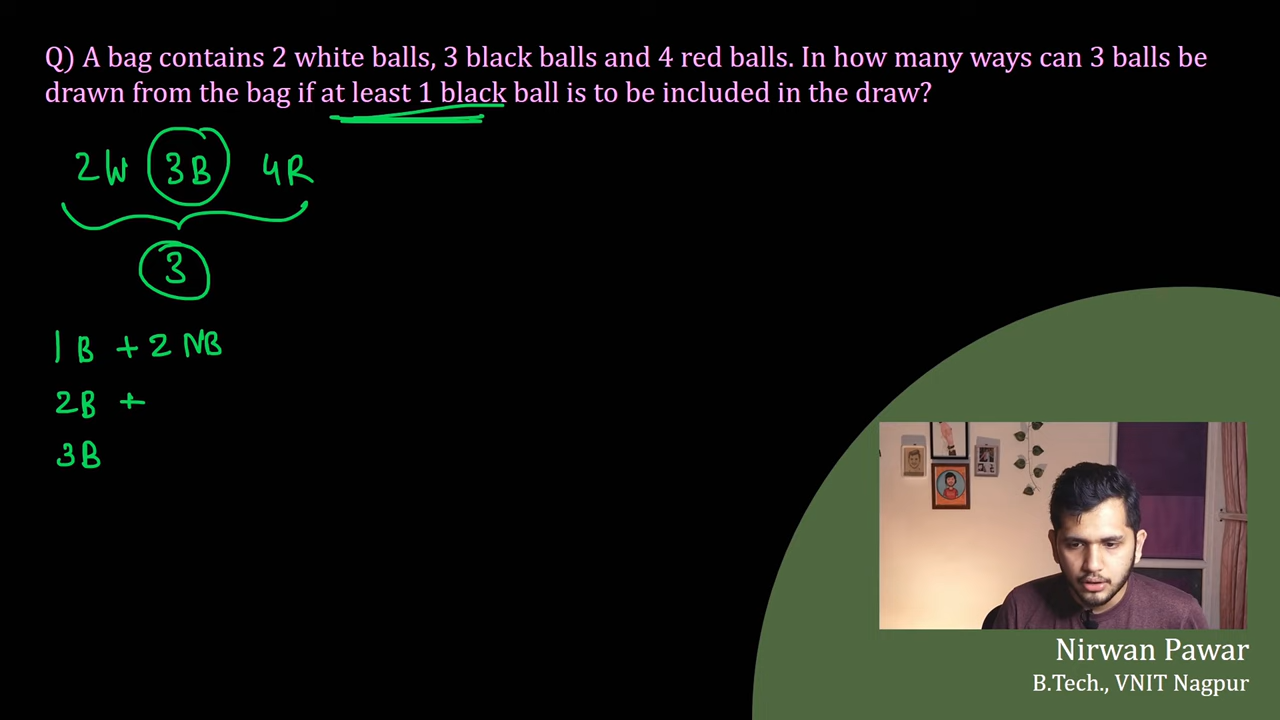 Q) A bag contains 2 white balls, 3 black balls and 4 red balls. In how many ways can 3 balls be
drawn from the bag if at least 1 black ball is to be included in the draw?
2W 3B 4R
3
1B + 2 NB
2B +
3B
Nirwan Pawar
B.Tech., VNIT Nagpur